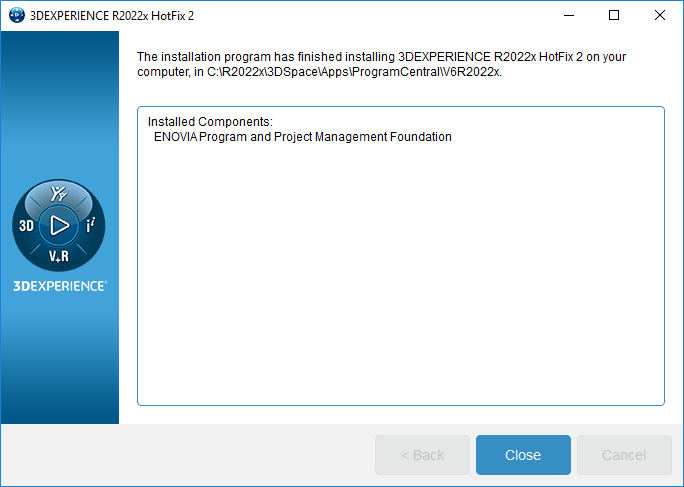 3DEXPERIENCE R2022x HotFix 2
The installation program has finished installing 3DEXPERIENCE R2022x HotFix 2 on your
computer, in C:\R2022x\3DSpace\Apps\ProgramCentral\V6R2022x.
Installed Components:
ENOVIA Program and Project Management Foundation
3D
i²
V+R
3DEXPERIENCE
< Back
Close
Cancel